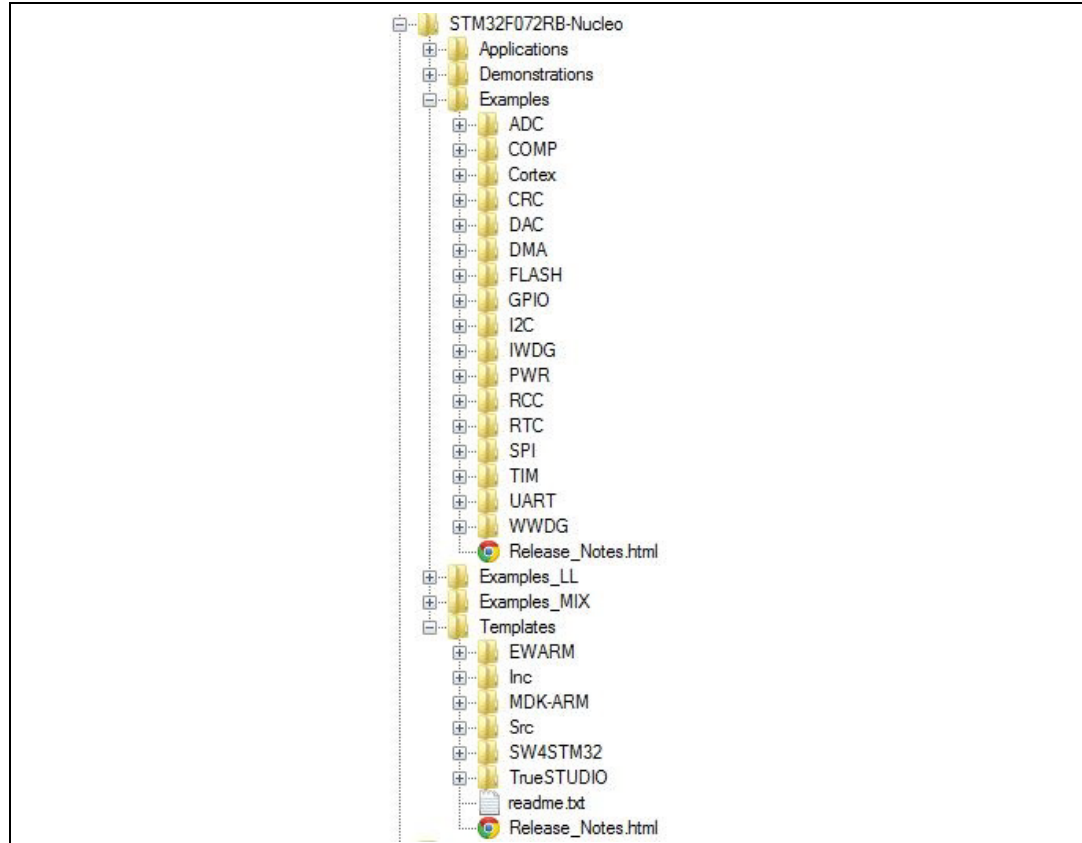 STM32F072RB-Nucleo
Applications
Demonstrations
Examples
ADC
COMP
Cortex
CRC
DAC
DMA
FLASH
GPIO
I2C
IWDG
PWR
RCC
RTC
SPI
TIM
UART
WWDG
Release_Notes.html
Examples_LL
Examples_MIX
Templates
EWARM
Inc
MDK-ARM
Src
SW4STM32
TrueSTUDIO
readme.txt
Release_Notes.html